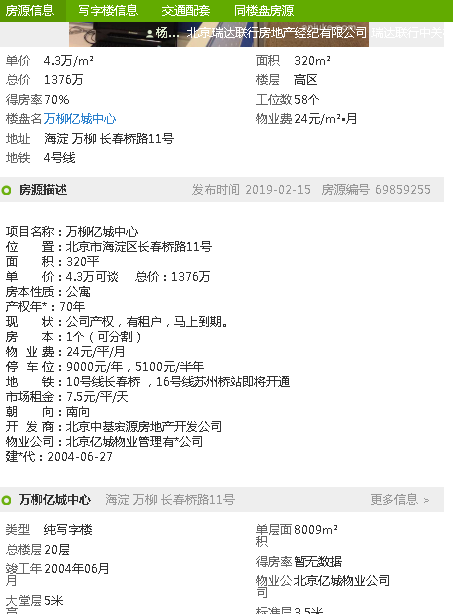 房源信息 写字楼信息 交通配套 同楼盘房源
杨... 北京瑞达联行房地产经纪有限公司 瑞达联行中关
单价 4.3万/m² 面积 320m²
总价 1376万 楼层 高区
得房率 70% 工位数 58个
楼盘名 万柳亿城中心 物业费 24元/m²•月
地址 海淀 万柳 长春桥路11号
地铁 4号线
房源描述 发布时间 2019-02-15 房源编号 69859255
项目名称：万柳亿城中心
位 置：北京市海淀区长春桥路11号
面 积：320平
单 价：4.3万可谈 总价：1376万
房本性质：公寓
产权年*：70年
现 状：公司产权，有租户，马上到期。
房 本：1个（可分割）
物 业 费：24元/平/月
停 车 位：9000元/年，5100元/半年
地 铁：10号线长春桥 ，16号线苏州桥站即将开通
市场租金：7.5元/平/天
朝 向：南向
开 发 商：北京中基宏源房地产开发公司
物业公司：北京亿城物业管理有*公司
建*代：2004-06-27
万柳亿城中心 海淀 万柳 长春桥路11号 更多信息 >
类型 纯写字楼 单层面积 8009m²
总楼层 20层 得房率 暂无数据
竣工年月 2004年06月 物业公司 北京亿城物业公司
大堂层高 5米 标准层 3.5米